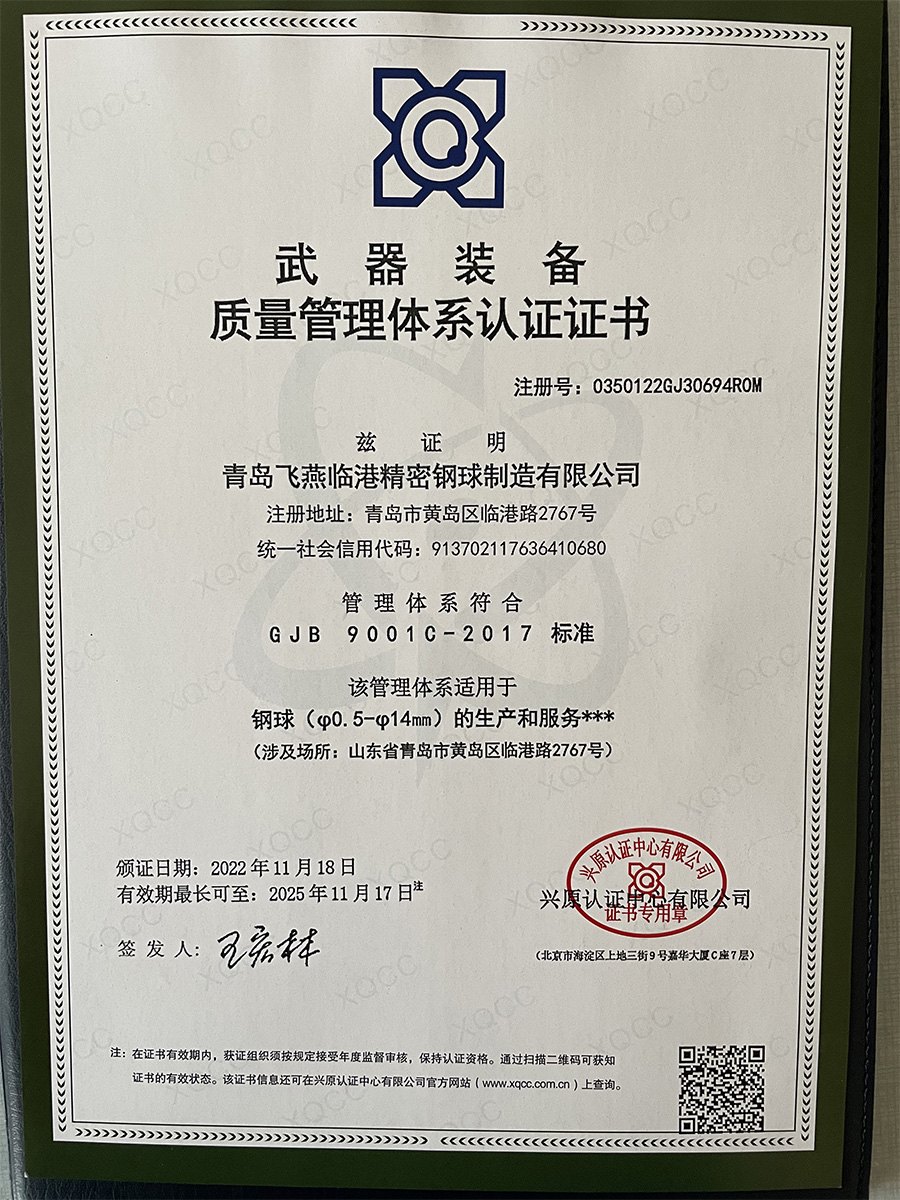 武器装备
质量管理体系认证证书
注册号：0350122GJ30694ROM
兹证明
青岛飞燕临港精密钢球制造有限公司
注册地址：青岛市黄岛区临港路2767号
统一社会信用代码：913702117636410680
管理体系符合
GJB 9001C-2017 标准
该管理体系适用于
钢球（φ0.5-φ14mm）的生产和服务***
（涉及场所：山东省青岛市黄岛区临港路2767号）
颁证日期：2022年11月18日
有效期最长可至：2025年11月17日注
签发人：
兴原认证中心有限公司
证书专用章
兴原认证中心有限公司
（北京市海淀区上地三街9号嘉华大厦C座7层）
注：在证书有效期内，获证组织须按规定接受年度监督审核，保持认证资格。通过扫描二维码可获知
证书的有效状态。该证书信息还可在兴原认证中心有限公司官方网站（www.xqcc.com.cn）上查询。
XQCC